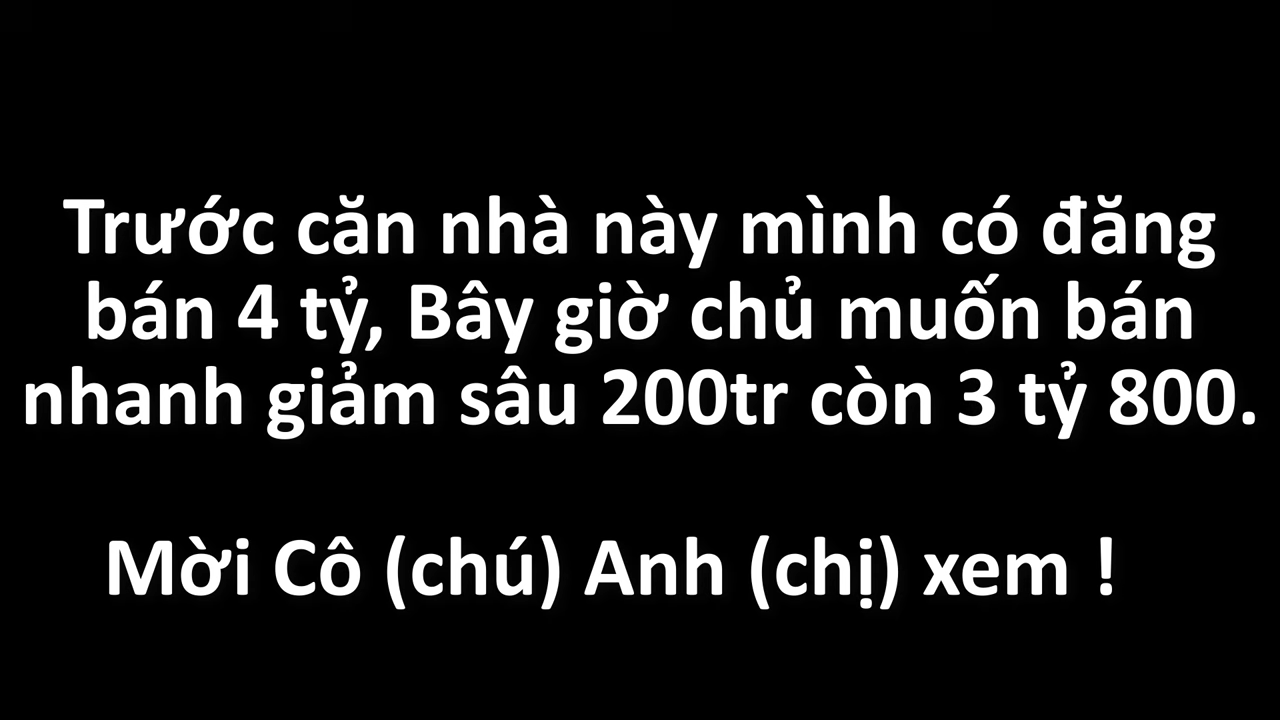 Trước căn nhà này mình có đăng
bán 4 tỷ, Bây giờ chủ muốn bán
nhanh giảm sâu 200tr còn 3 tỷ 800.
Mời Cô (chú) Anh (chị) xem !